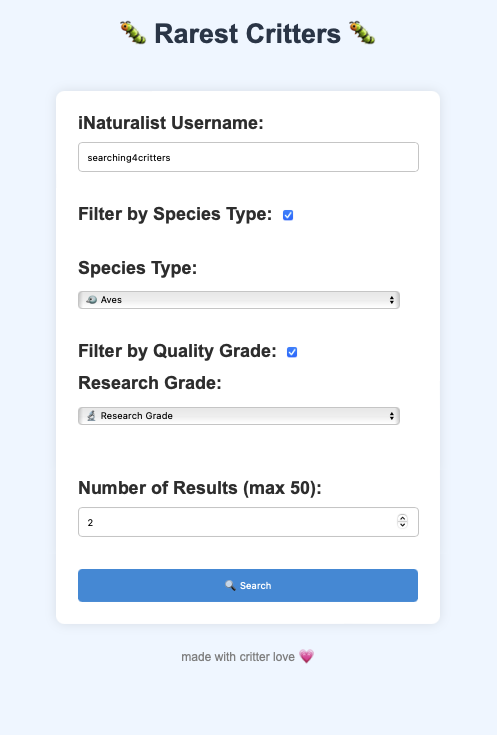 🐛 Rarest Critters 🐛
iNaturalist Username:
searching4critters
Filter by Species Type:
Species Type:
Aves
Filter by Quality Grade:
Research Grade:
🔬 Research Grade
Number of Results (max 50):
2
🔍 Search
made with critter love 💗